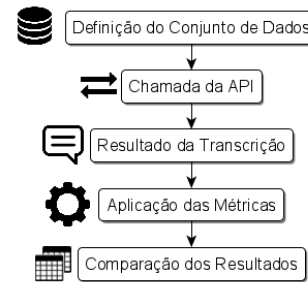 Definição do Conjunto de Dados
Chamada da API
Resultado da Transcrição
Aplicação das Métricas
Comparação dos Resultados